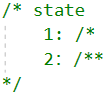 /* state
1: /*
2: /**
*/